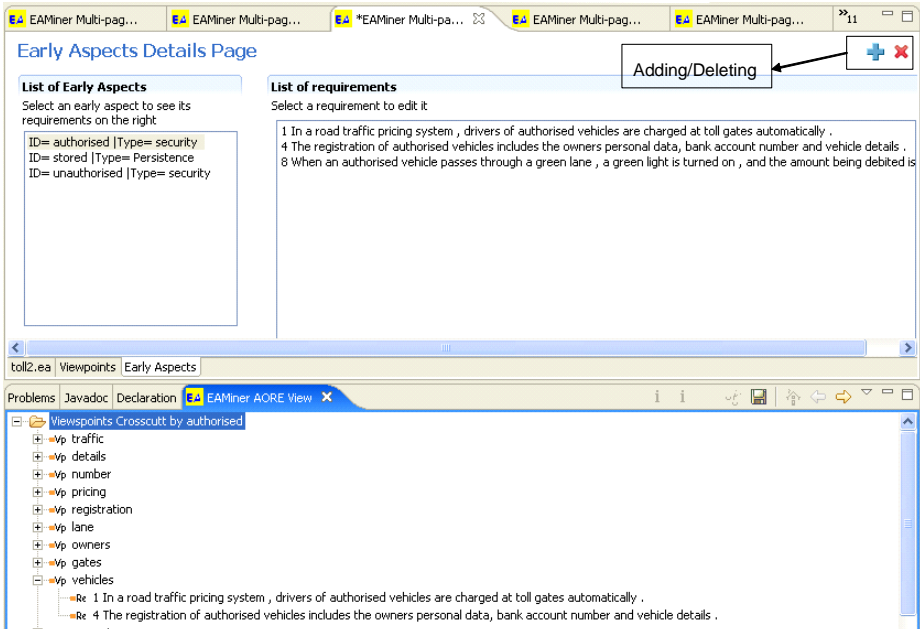 EA EAMiner Multi-pag... EA EAMiner Multi-pag... EA *EAMiner Multi-pa... EA EAMiner Multi-pag... EA EAMiner Multi-pag... »11
Early Aspects Details Page
Adding/Deleting
List of Early Aspects
Select an early aspect to see its
requirements on the right
ID= authorised |Type= security
ID= stored |Type= Persistence
ID= unauthorised |Type= security
List of requirements
Select a requirement to edit it
1 In a road traffic pricing system , drivers of authorised vehicles are charged at toll gates automatically .
4 The registration of authorised vehicles includes the owners personal data, bank account number and vehicle details .
8 When an authorised vehicle passes through a green lane , a green light is turned on , and the amount being debited is
toll2.ea Viewpoints Early Aspects
Problems Javadoc Declaration EA EAMiner AORE View
Viewspoints Crosscutt by authorised
Vp traffic
Vp details
Vp number
Vp pricing
Vp registration
Vp lane
Vp owners
Vp gates
Vp vehicles
Re 1 In a road traffic pricing system , drivers of authorised vehicles are charged at toll gates automatically .
Re 4 The registration of authorised vehicles includes the owners personal data, bank account number and vehicle details .